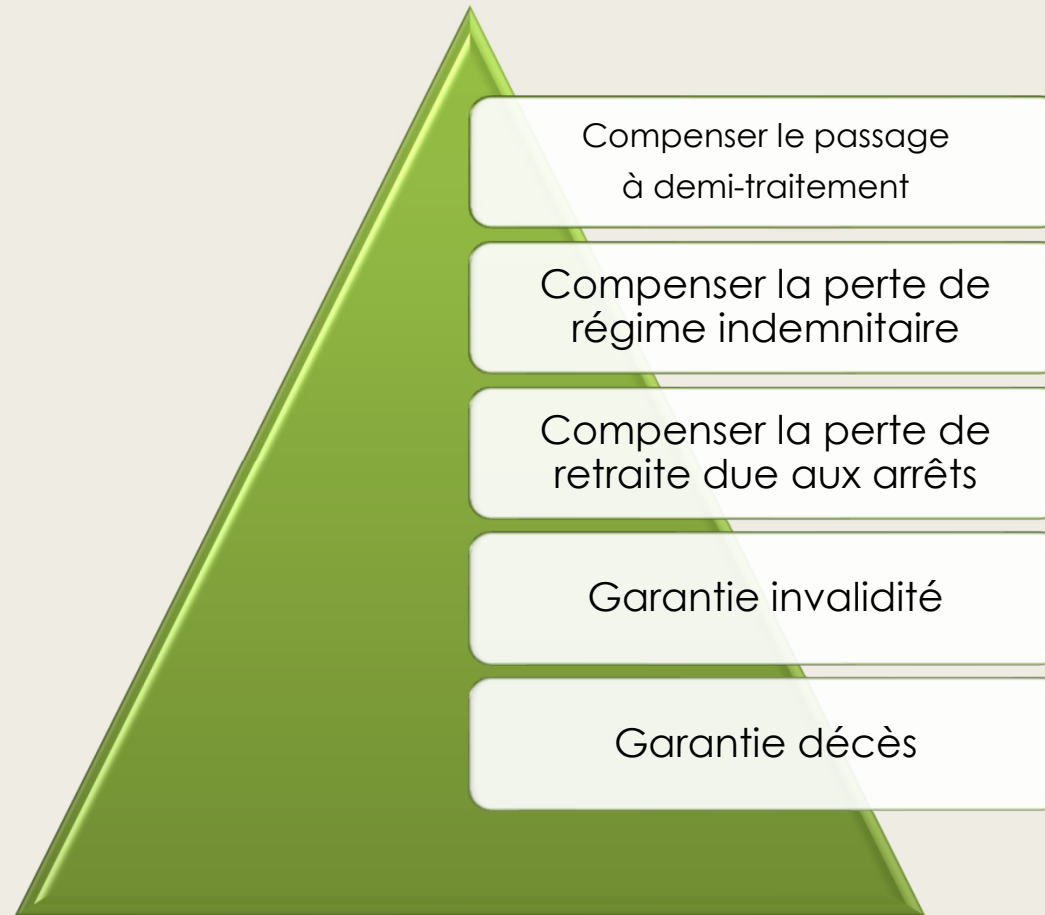 Compenser le passage
à demi-traitement
Compenser la perte de
régime indemnitaire
Compenser la perte de
retraite due aux arrêts
Garantie invalidité
Garantie décès